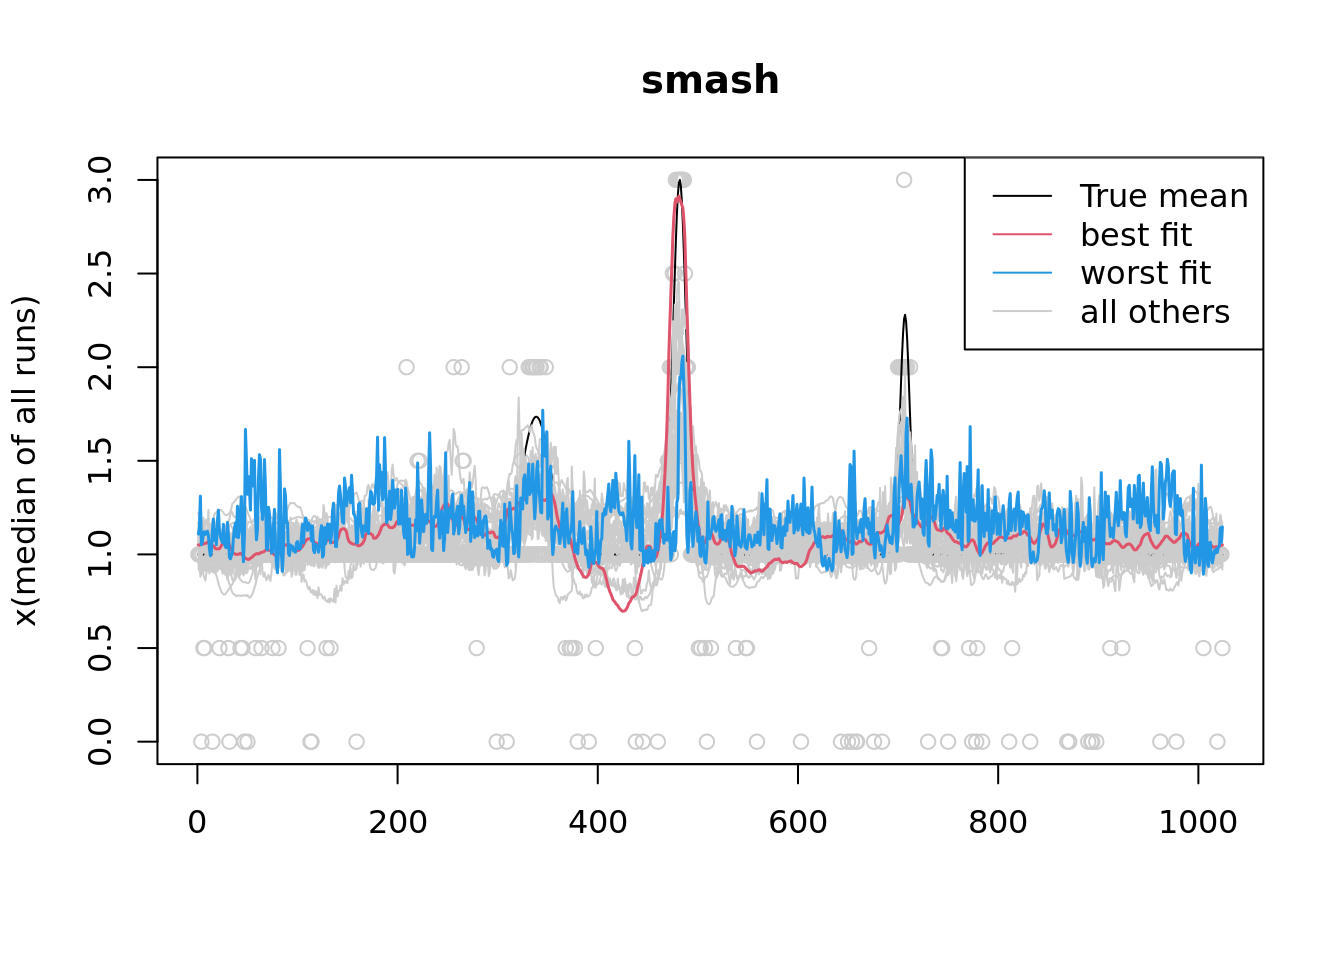 smash
x(median of all runs)
3.0
2.5
2.0
1.5
1.0
0.5
0.0
True mean
best fit
worst fit
all others
0 200 400 600 800 1000